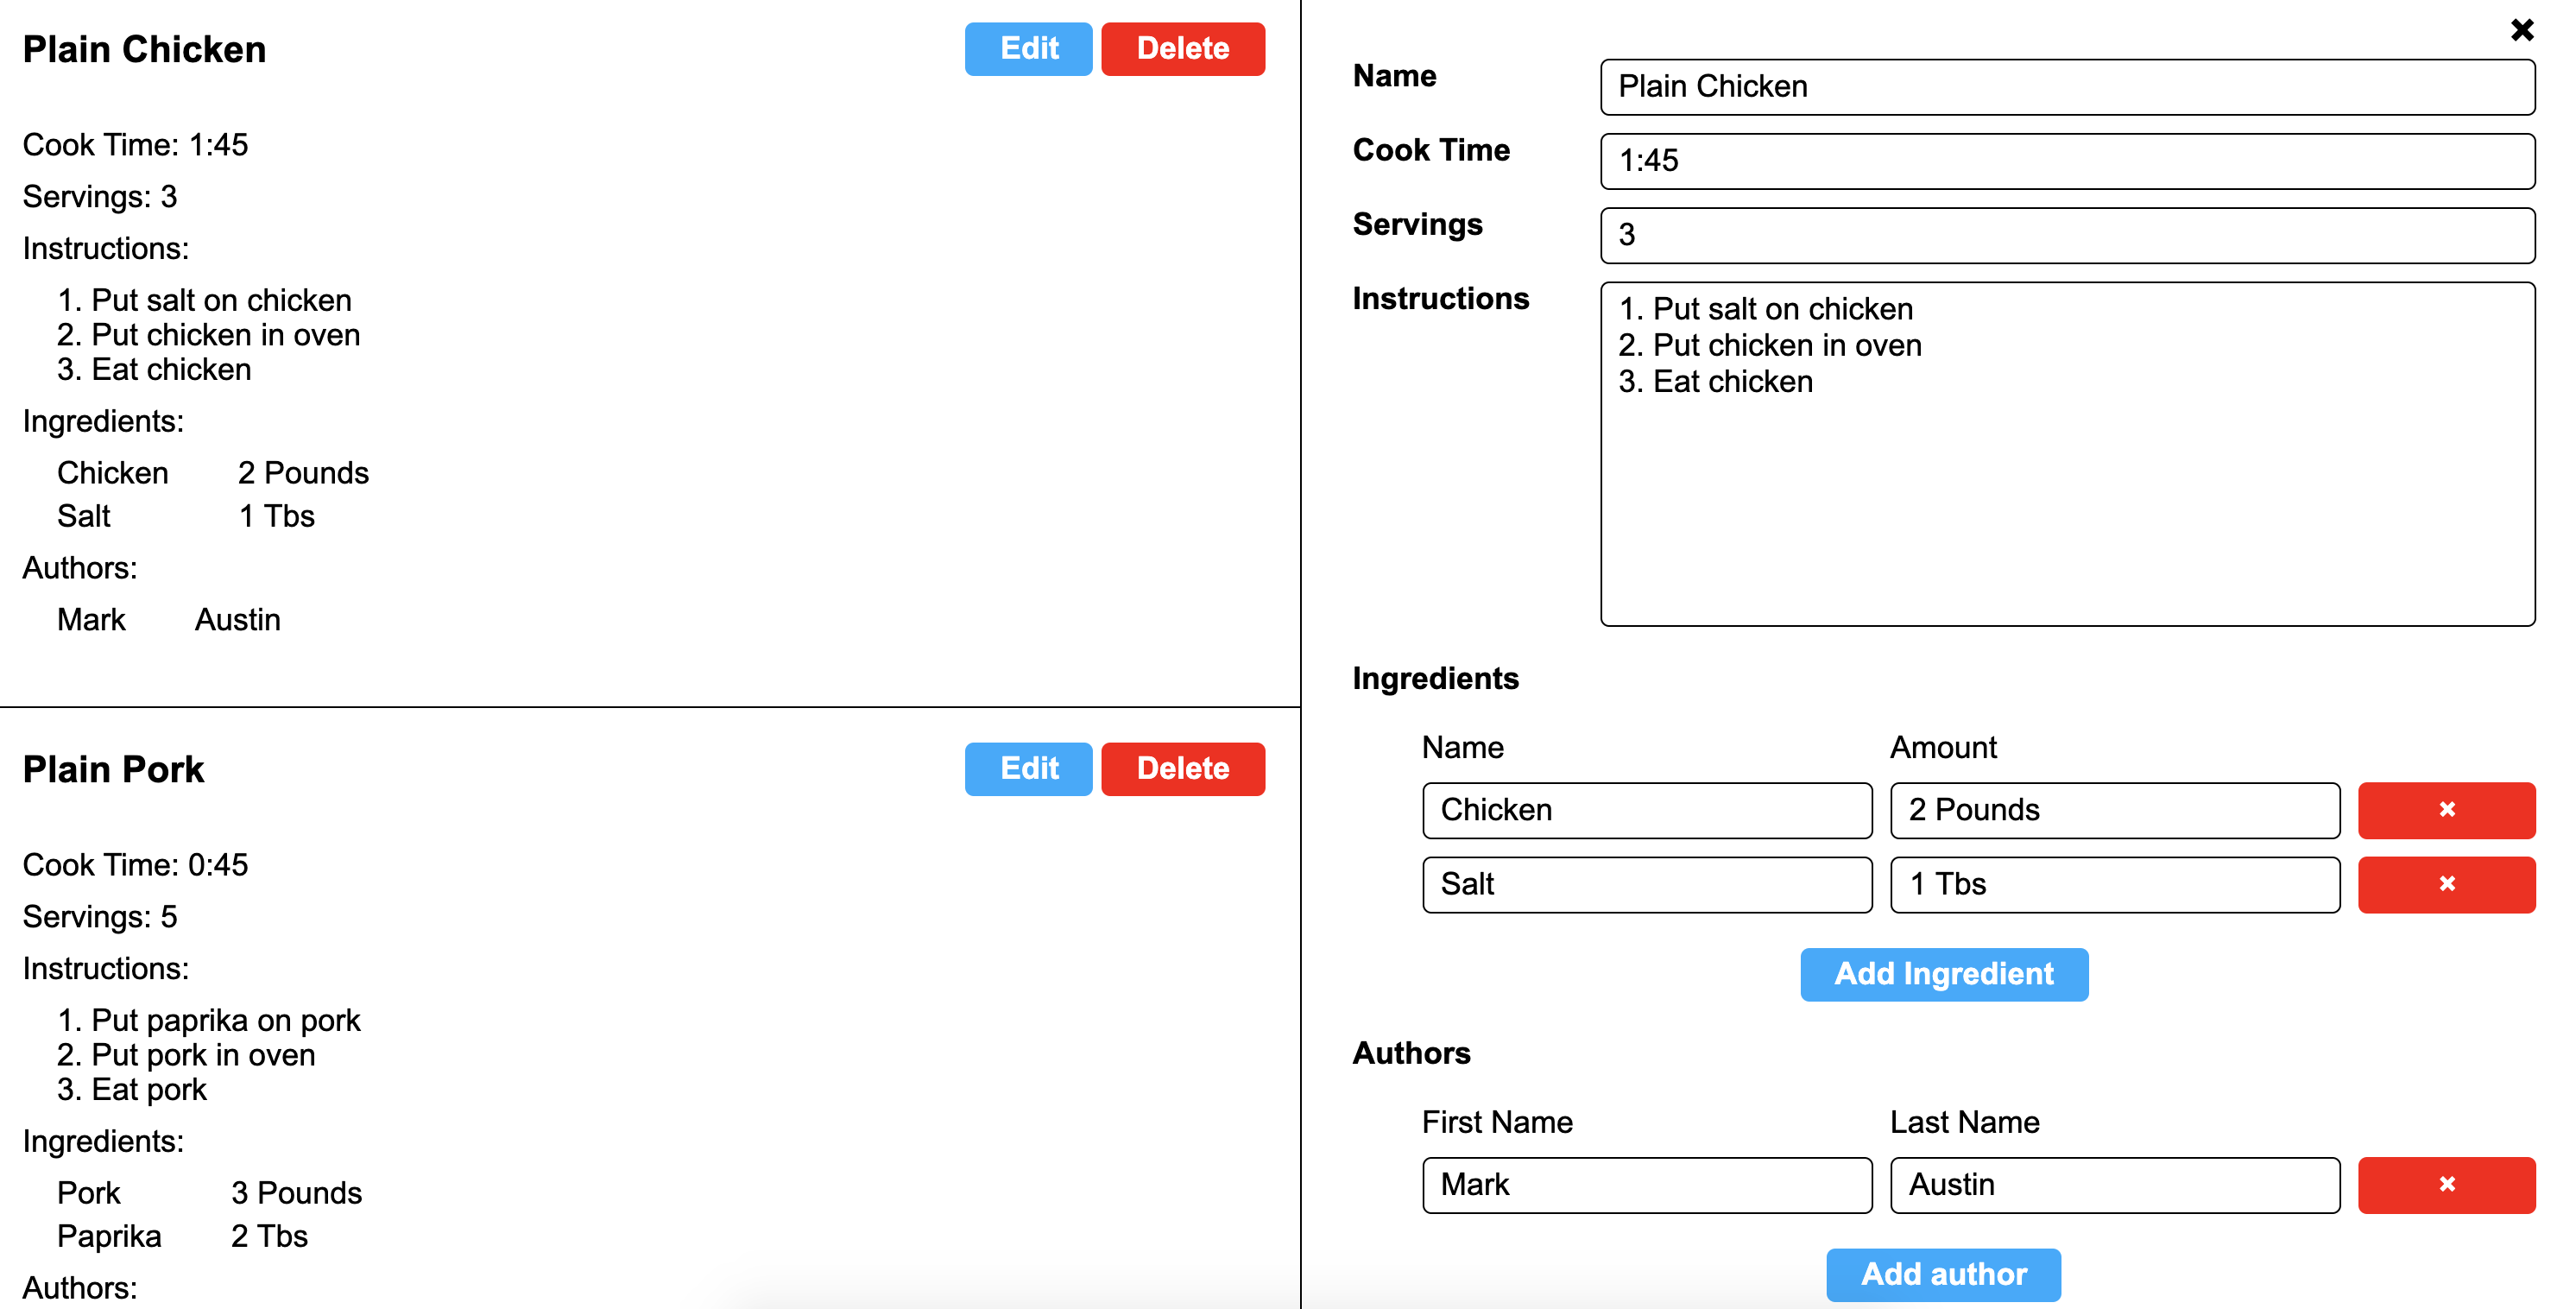 Plain Chicken
Edit
Delete
Cook Time: 1:45
Servings: 3
Instructions:
1. Put salt on chicken
2. Put chicken in oven
3. Eat chicken
Ingredients:
Chicken 2 Pounds
Salt 1 Tbs
Authors:
Mark Austin
Plain Pork
Edit
Delete
Cook Time: 0:45
Servings: 5
Instructions:
1. Put paprika on pork
2. Put pork in oven
3. Eat pork
Ingredients:
Pork 3 Pounds
Paprika 2 Tbs
Authors:
Name Plain Chicken
Cook Time 1:45
Servings 3
Instructions
1. Put salt on chicken
2. Put chicken in oven
3. Eat chicken
Ingredients
Name Amount
Chicken 2 Pounds
Salt 1 Tbs
Add Ingredient
Authors
First Name Last Name
Mark Austin
Add author